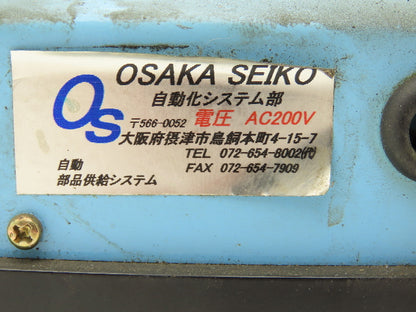 OS OSAKA SEIKO
自動化システム部
〒566-0052 電圧 AC200V
大阪府摂津市鳥飼本町4-15-7
TEL 072-654-8002(代)
FAX 072-654-7909
自動
部品供給システム